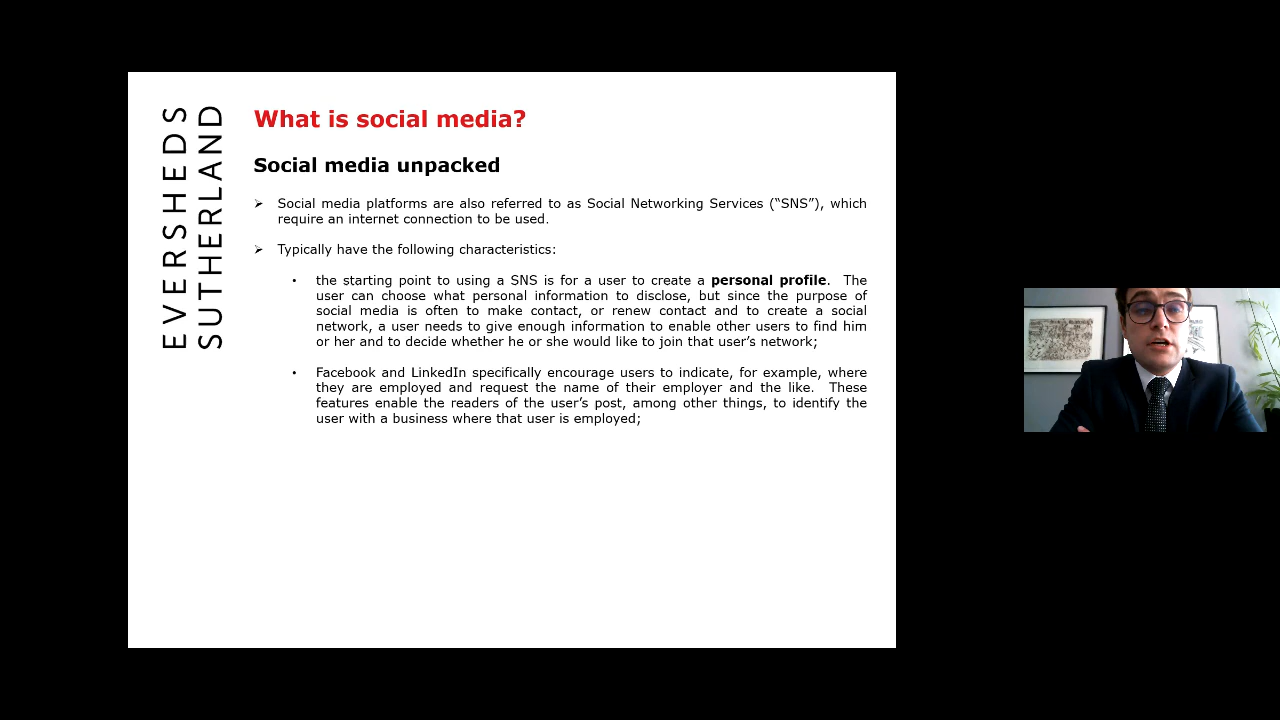 EVERSHEDS
SUTHERLAND
What is social media?
Social media unpacked
➢ Social media platforms are also referred to as Social Networking Services (“SNS”), which
require an internet connection to be used.
➢ Typically have the following characteristics:
• the starting point to using a SNS is for a user to create a personal profile. The
user can choose what personal information to disclose, but since the purpose of
social media is often to make contact, or renew contact and to create a social
network, a user needs to give enough information to enable other users to find him
or her and to decide whether he or she would like to join that user’s network;
• Facebook and LinkedIn specifically encourage users to indicate, for example, where
they are employed and request the name of their employer and the like. These
features enable the readers of the user’s post, among other things, to identify the
user with a business where that user is employed;